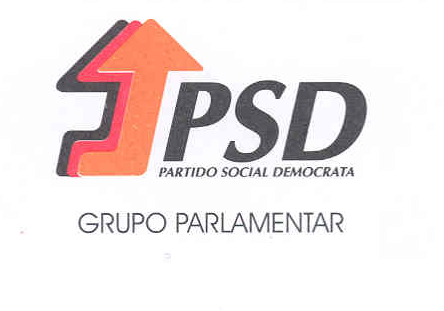 PSD
PARTIDO SOCIAL DEMOCRATA
GRUPO PARLAMENTAR